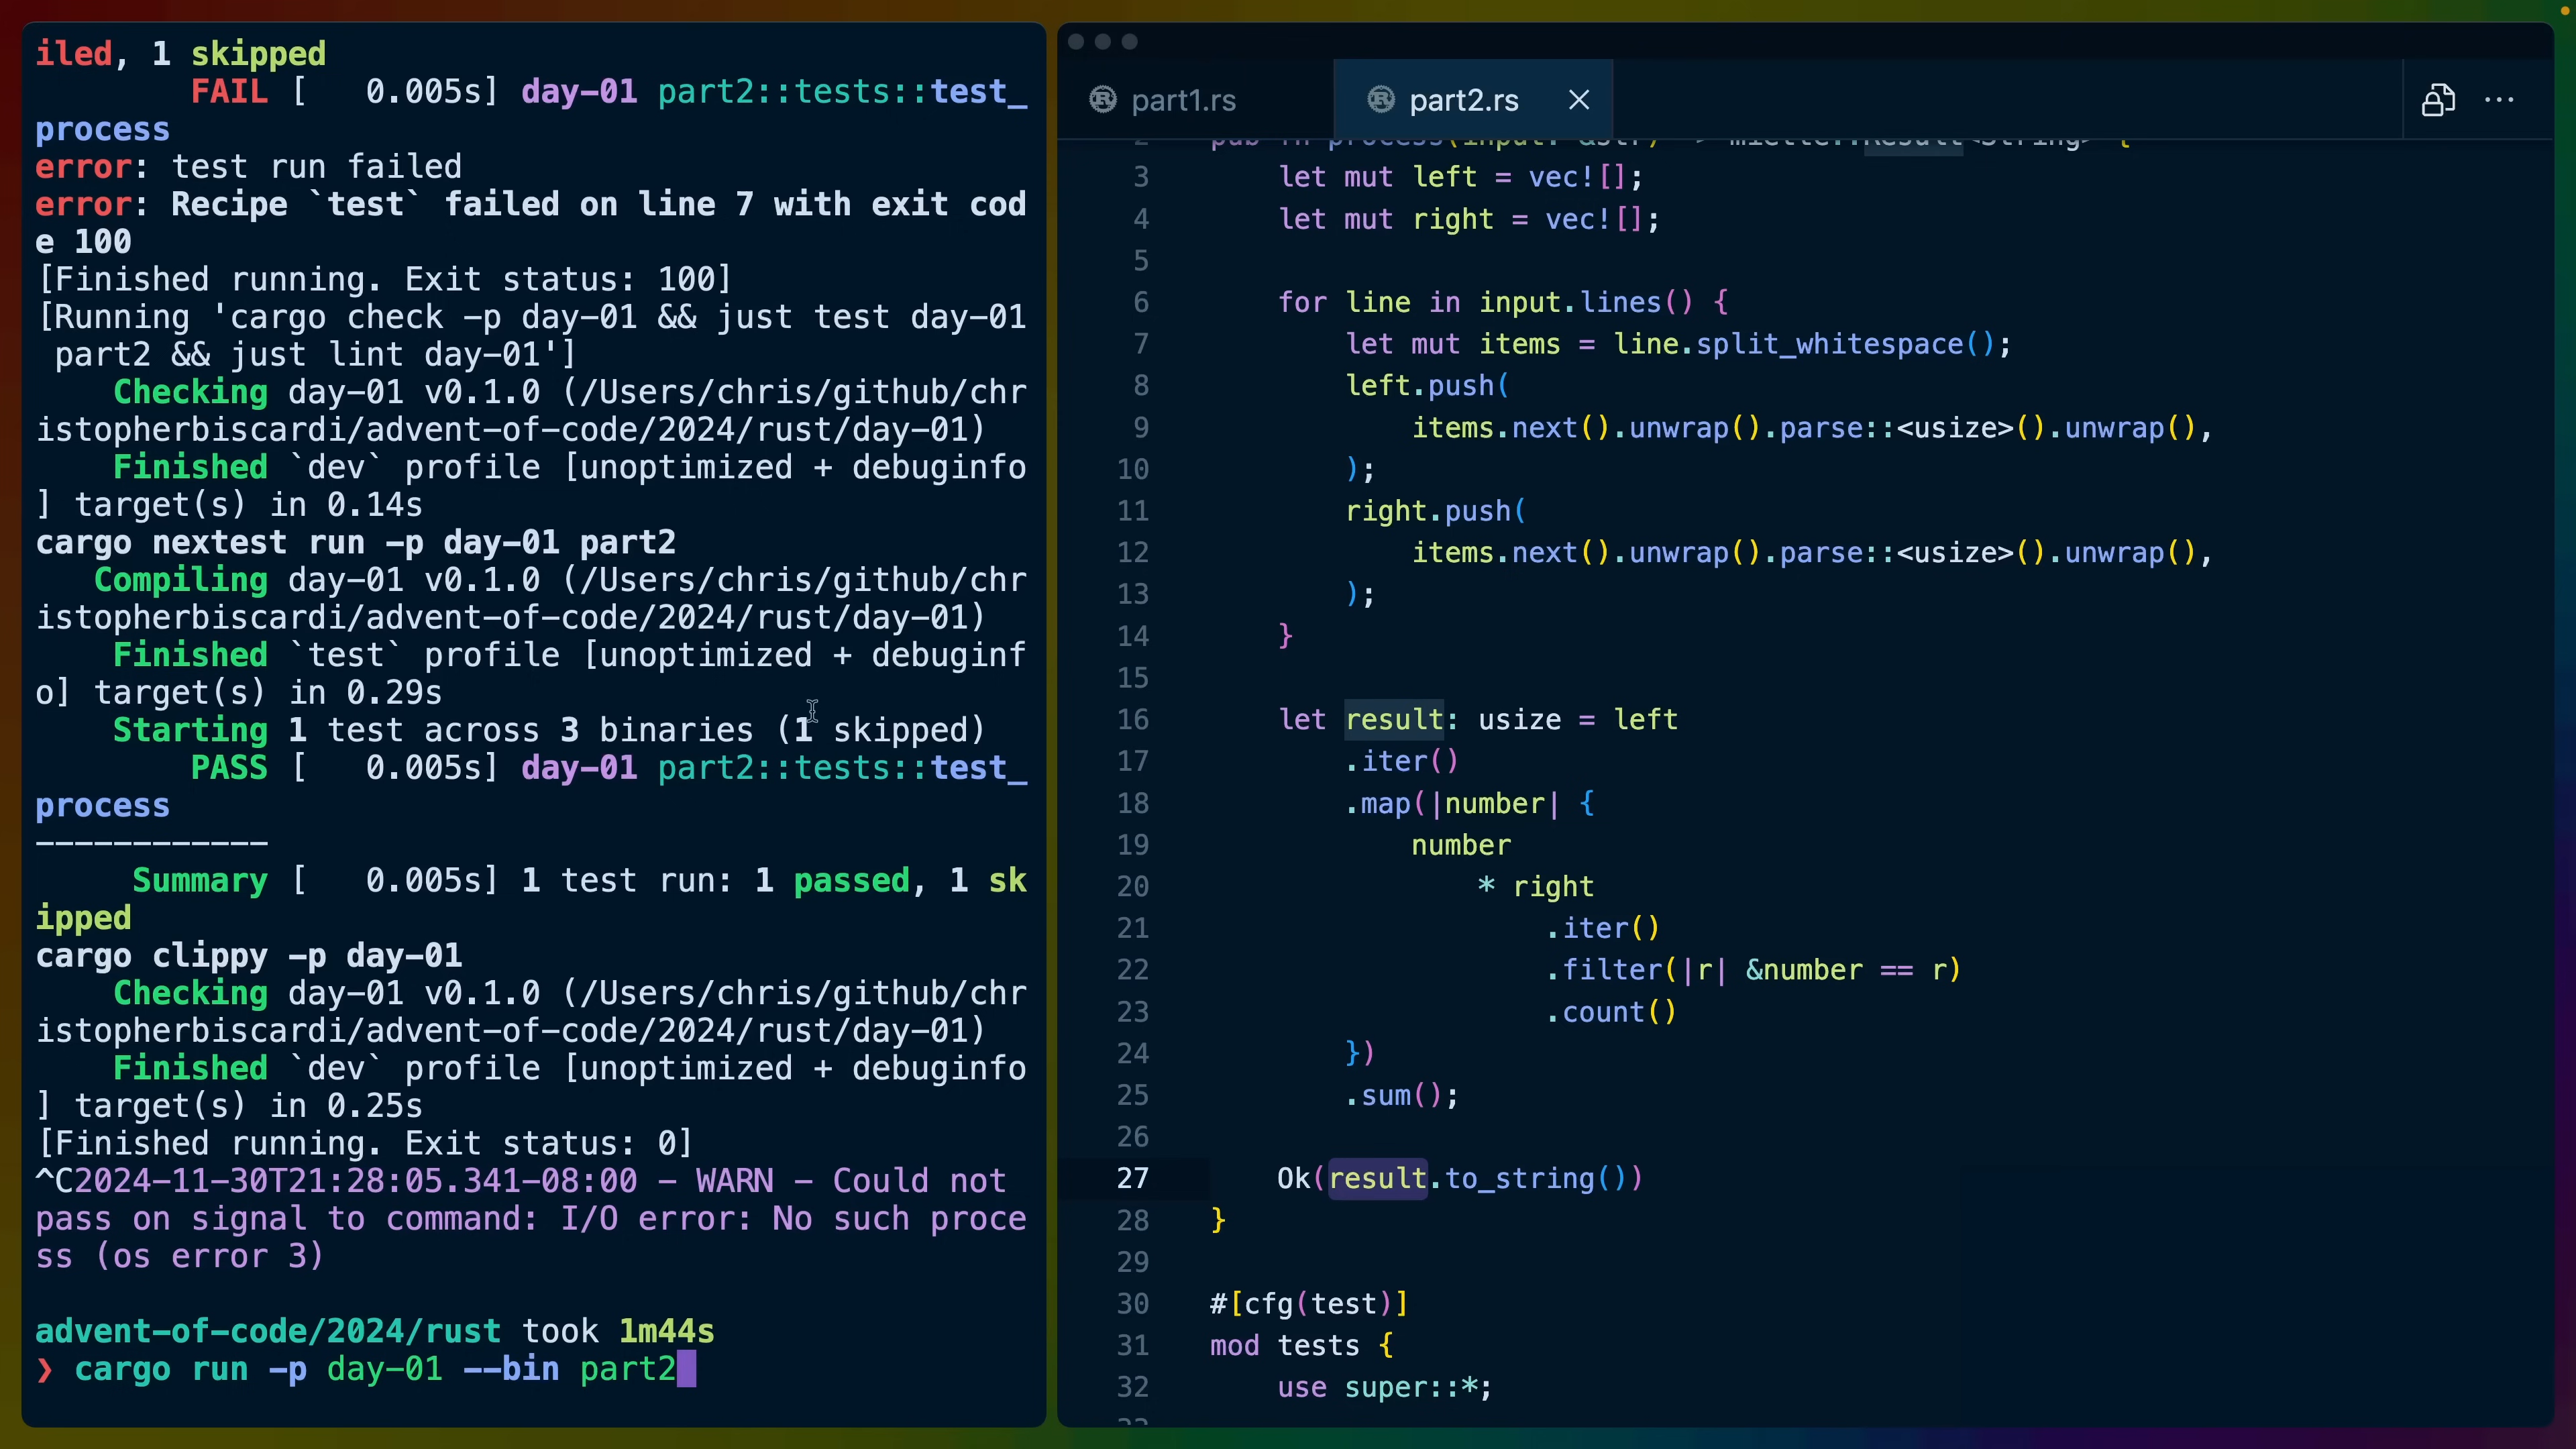 iled, 1 skipped
FAIL [   0.005s] day-01 part2::tests::test_
process
error: test run failed
error: Recipe `test` failed on line 7 with exit cod
e 100
[Finished running. Exit status: 100]
[Running 'cargo check -p day-01 && just test day-01
part2 && just lint day-01']
Checking day-01 v0.1.0 (/Users/chris/github/chr
istopherbiscardi/advent-of-code/2024/rust/day-01)
Finished `dev` profile [unoptimized + debuginfo
] target(s) in 0.14s
cargo nextest run -p day-01 part2
Compiling day-01 v0.1.0 (/Users/chris/github/chr
istopherbiscardi/advent-of-code/2024/rust/day-01)
Finished `test` profile [unoptimized + debuginf
o] target(s) in 0.29s
Starting 1 test across 3 binaries (1 skipped)
PASS [   0.005s] day-01 part2::tests::test_
process
------------
Summary [   0.005s] 1 test run: 1 passed, 1 sk
ipped
cargo clippy -p day-01
Checking day-01 v0.1.0 (/Users/chris/github/chr
istopherbiscardi/advent-of-code/2024/rust/day-01)
Finished `dev` profile [unoptimized + debuginfo
] target(s) in 0.25s
[Finished running. Exit status: 0]
^C2024-11-30T21:28:05.341-08:00 - WARN - Could not
pass on signal to command: I/O error: No such proce
ss (os error 3)
advent-of-code/2024/rust took 1m44s
❯ cargo run -p day-01 --bin part2
part1.rs
part2.rs
2 pub fn process(input: &str) -> miette::Result<String> {
3 let mut left = vec![];
4 let mut right = vec![];
5
6 for line in input.lines() {
7 let mut items = line.split_whitespace();
8 left.push(
9 items.next().unwrap().parse::<usize>().unwrap(),
10 );
11 right.push(
12 items.next().unwrap().parse::<usize>().unwrap(),
13 );
14 }
15
16 let result: usize = left
17 .iter()
18 .map(|number| {
19 number
20 * right
21 .iter()
22 .filter(|r| &number == r)
23 .count()
24 })
25 .sum();
26
27 Ok(result.to_string())
28 }
29
30 #[cfg(test)]
31 mod tests {
32 use super::*;